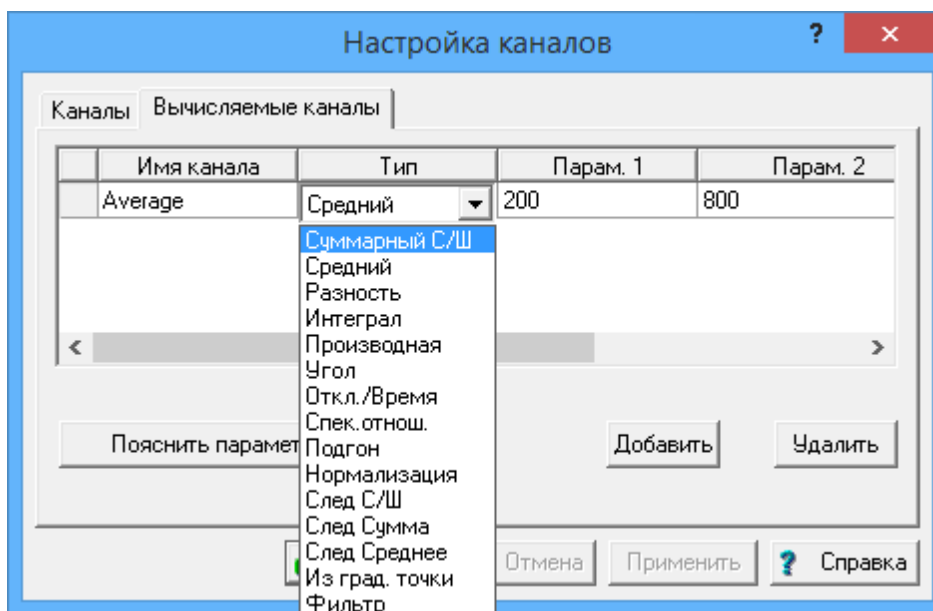 Настройка каналов ?
Каналы Вычисляемые каналы
Имя канала Тип Парам. 1 Парам. 2
Average Средний 200 800
Суммарный С/Ш
Средний
Разность
Интеграл
Производная
Угол
Откл./Время
Спек.отнош.
Подгон
Нормализация
След С/Ш
След Сумма
След Среднее
Из град. точки
Фильтр
Пояснить Добавить Удалить
Отмена Применить ? Справка